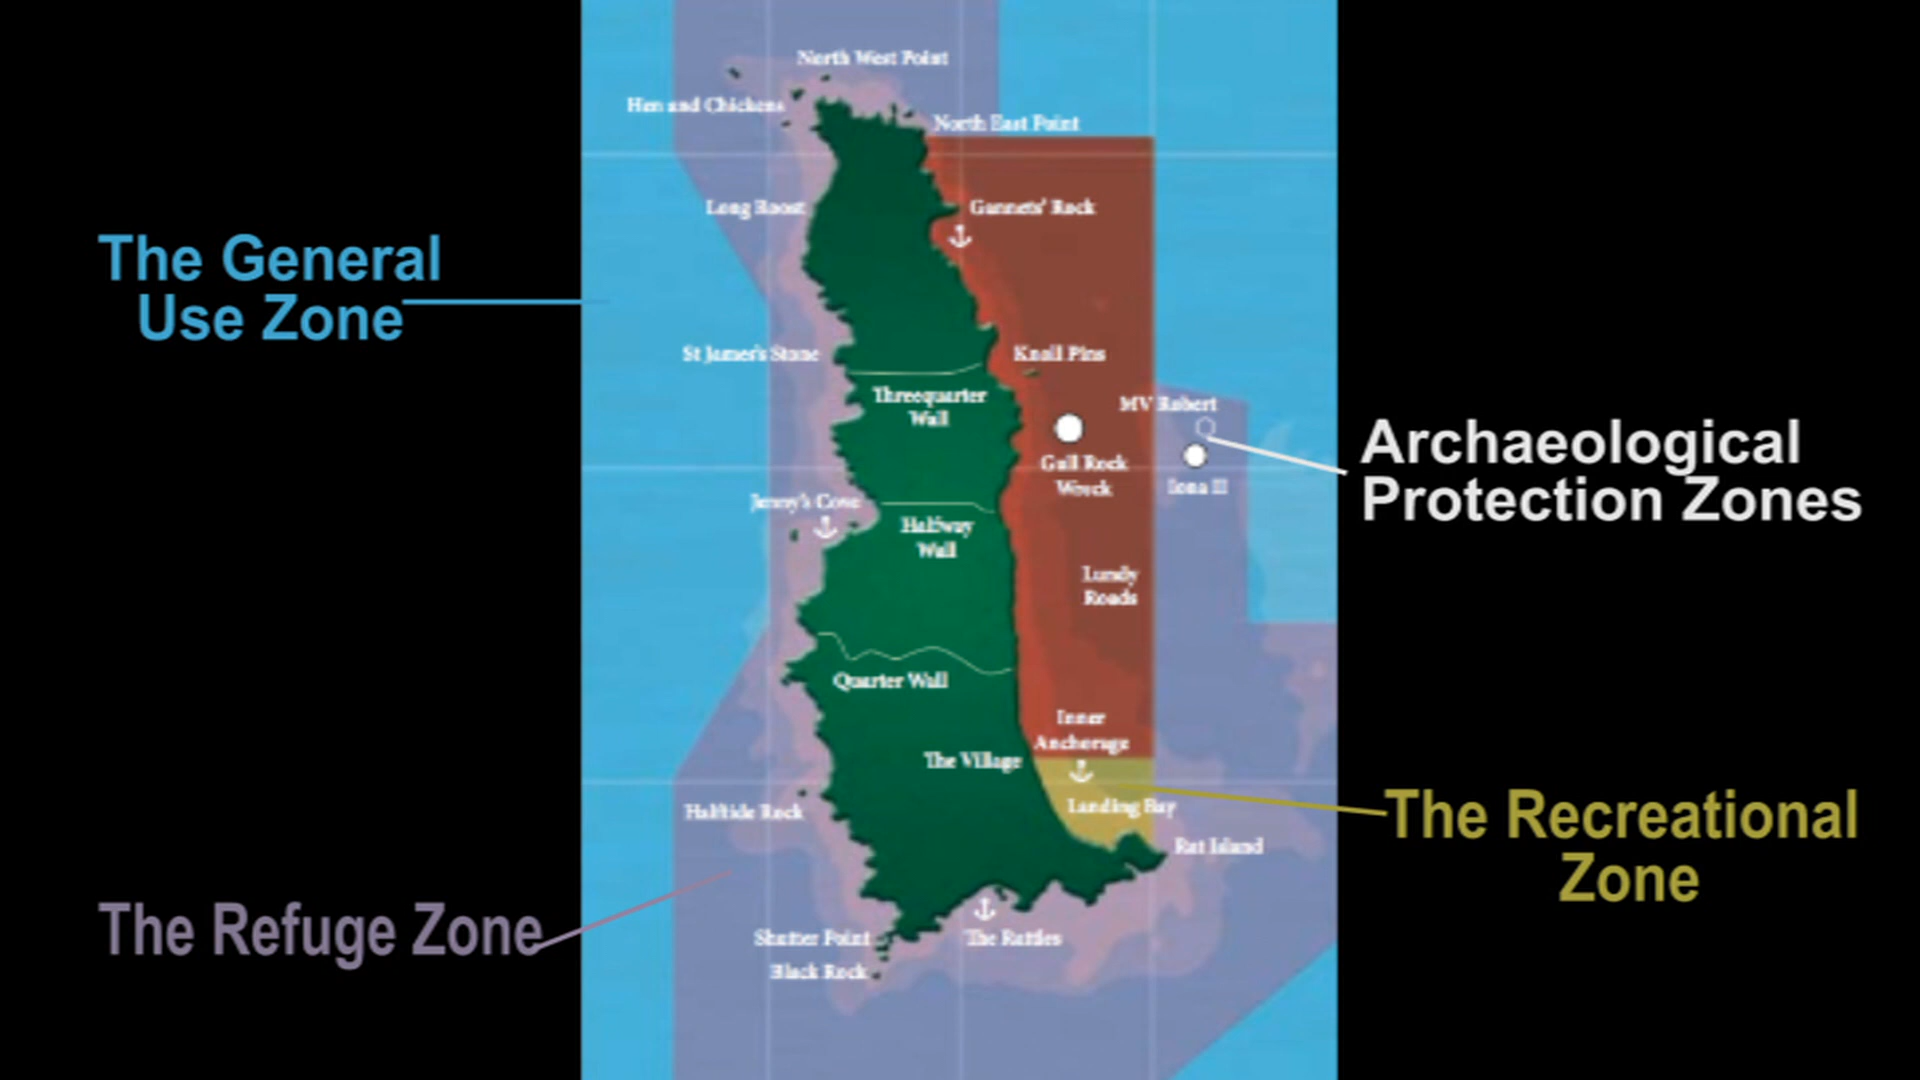 North West Point
Hen and Chickens
North East Point
Long Roost
Gannets' Rock
The General
Use Zone
St James's Stone
Knoll Pins
Threequarter
Wall
MV Robert
Gull Rock
Wreck
Iona II
Archaeological
Protection Zones
Jenny's Cove
Halfway
Wall
Lundy
Roads
Quarter Wall
Inner
Anchorage
The Village
Landing Bay
Halftide Rock
The Recreational
Zone
Rat Island
The Refuge Zone
Shutter Point
The Rattles
Black Rock